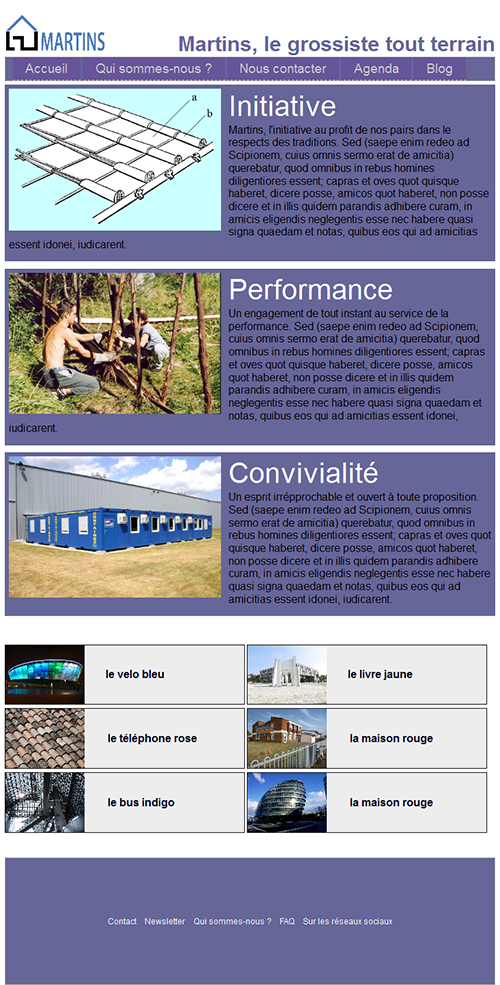 MARTINS
Martins, le grossiste tout terrain
Accueil Qui sommes-nous ? Nous contacter Agenda Blog
a
b
Initiative
Martins, l'initiative au profit de nos pairs dans le
respects des traditions. Sed (saepe enim redeo ad
Scipionem, cuius omnis sermo erat de amicitia)
querebatur, quod omnibus in rebus homines
diligentiores essent; capras et oves quot quisque
haberet, dicere posse, amicos quot haberet, non posse
dicere et in illis quidem parandis adhibere curam, in
amicis eligendis neglegentis esse nec habere quasi
signa quaedam et notas, quibus eos qui ad amicitias
essent idonei, iudicarent.
Performance
Un engagement de tout instant au service de la
performance. Sed (saepe enim redeo ad Scipionem,
cuius omnis sermo erat de amicitia) querebatur, quod
omnibus in rebus homines diligentiores essent; capras
et oves quot quisque haberet, dicere posse, amicos
quot haberet, non posse dicere et in illis quidem
parandis adhibere curam, in amicis eligendis
neglegentis esse nec habere quasi signa quaedam et
notas, quibus eos qui ad amicitias essent idonei,
iudicarent.
Convivialité
Un esprit irréprochable et ouvert à toute proposition.
Sed (saepe enim redeo ad Scipionem, cuius omnis
sermo erat de amicitia) querebatur, quod omnibus in
rebus homines diligentiores essent; capras et oves quot
quisque haberet, dicere posse, amicos quot haberet,
non posse dicere et in illis quidem parandis adhibere
curam, in amicis eligendis neglegentis esse nec habere
quasi signa quaedam et notas, quibus eos qui ad
amicitias essent idonei, iudicarent.
le velo bleu
le livre jaune
le téléphone rose
la maison rouge
le bus indigo
la maison rouge
Contact Newsletter Qui sommes-nous ? FAQ Sur les réseaux sociaux